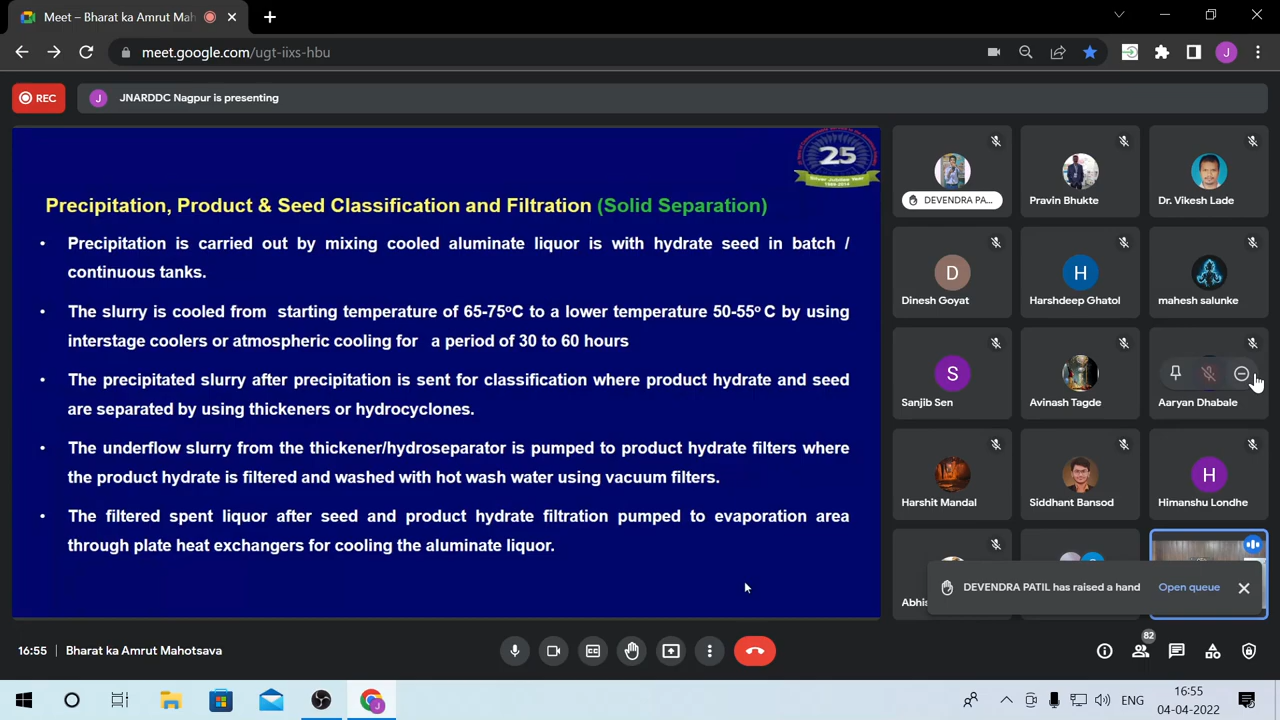 Meet – Bharat ka Amrut Mah
meet.google.com/ugt-iixs-hbu
J
REC
J
JNARDDC Nagpur is presenting
25
Silver Jubilee Year
1989-2014
Precipitation, Product & Seed Classification and Filtration (Solid Separation)
• Precipitation is carried out by mixing cooled aluminate liquor is with hydrate seed in batch /
continuous tanks.
• The slurry is cooled from starting temperature of 65-75ºC to a lower temperature 50-55º C by using
interstage coolers or atmospheric cooling for a period of 30 to 60 hours
• The precipitated slurry after precipitation is sent for classification where product hydrate and seed
are separated by using thickeners or hydrocyclones.
• The underflow slurry from the thickener/hydroseparator is pumped to product hydrate filters where
the product hydrate is filtered and washed with hot wash water using vacuum filters.
• The filtered spent liquor after seed and product hydrate filtration pumped to evaporation area
through plate heat exchangers for cooling the aluminate liquor.
DEVENDRA PA...
Pravin Bhukte
Dr. Vikesh Lade
D
Dinesh Goyat
H
Harshdeep Ghatol
mahesh salunke
S
Sanjib Sen
Avinash Tagde
Aaryan Dhabale
Harshit Mandal
Siddhant Bansod
H
Himanshu Londhe
Abhis
DEVENDRA PATIL has raised a hand
Open queue
16:55
Bharat ka Amrut Mahotsava
82
ENG
16:55
04-04-2022